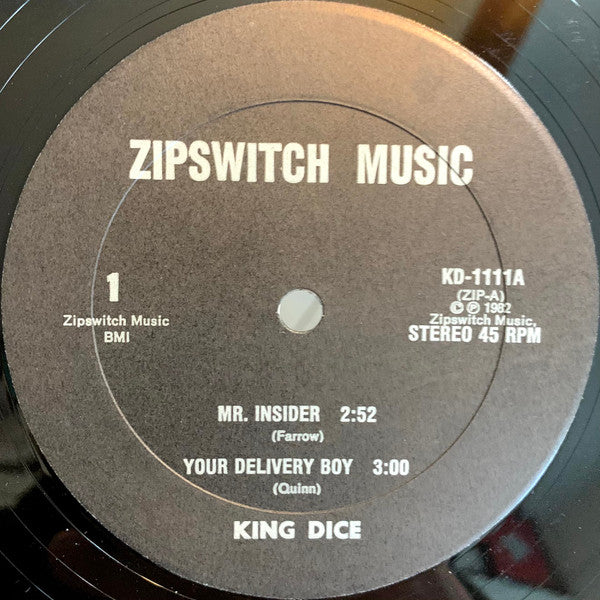 ZIPSWITCH MUSIC
1
Zipswitch Music
BMI
KD-1111A
(ZIP-A)
© ℗ 1982
Zipswitch Music,
STEREO 45 RPM
MR. INSIDER 2:52
(Farrow)
YOUR DELIVERY BOY 3:00
(Quinn)
KING DICE